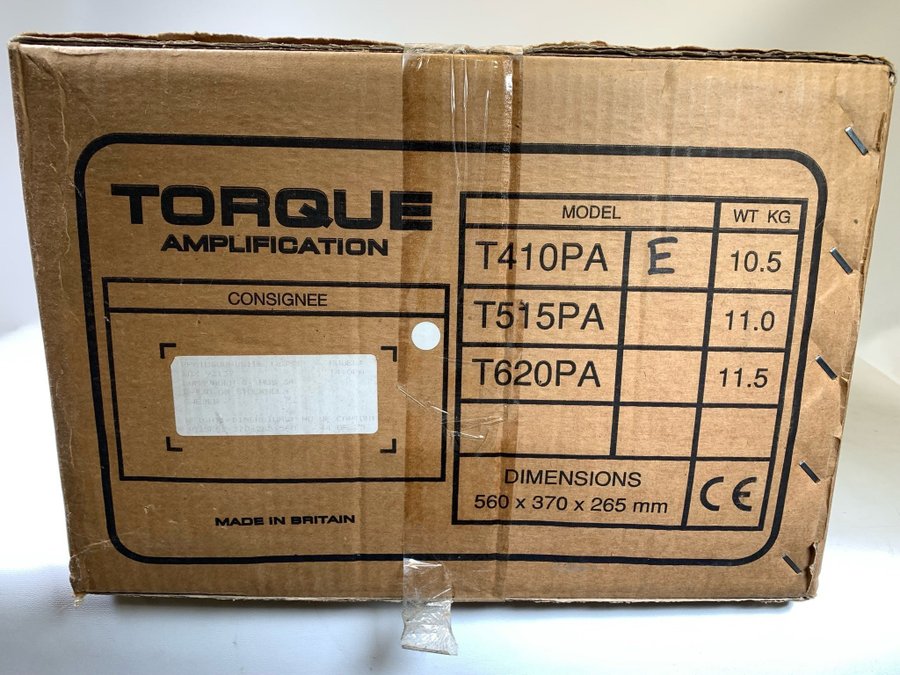 TORQUE
AMPLIFICATION
CONSIGNEE
MADE IN BRITAIN
MODEL WT KG
T410PA E 10.5
T515PA 11.0
T620PA 11.5
DIMENSIONS
560 x 370 x 265 mm
CE